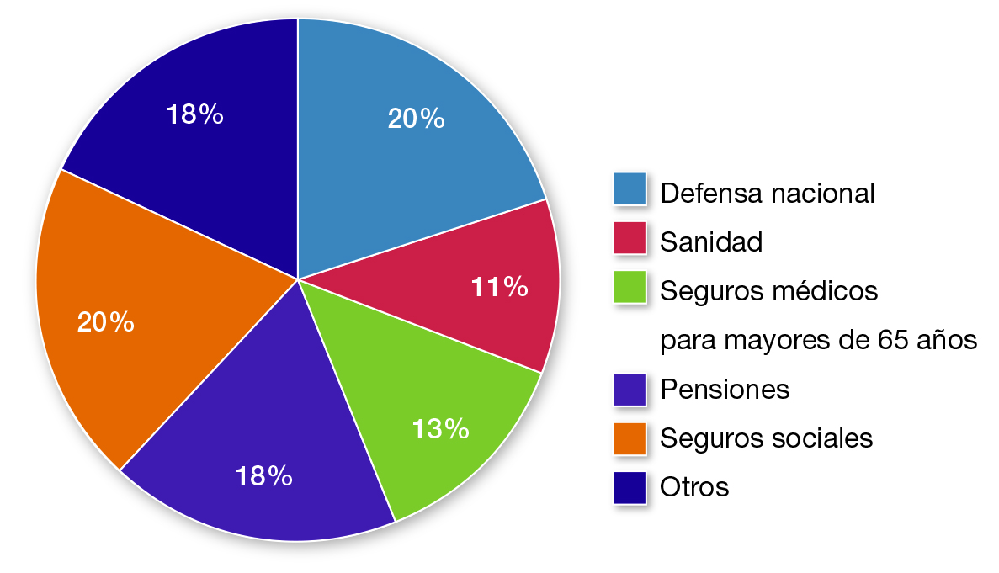 18%
20%
11%
20%
13%
18%
Defensa nacional
Sanidad
Seguros médicos
para mayores de 65 años
Pensiones
Seguros sociales
Otros